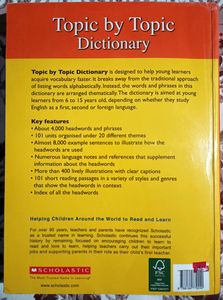 Topic by Topic
Dictionary
Topic by Topic Dictionary is designed to help young learners
acquire vocabulary faster. It breaks away from the traditional
approach of listing words alphabetically. Instead, the words and phrases in
this dictionary are arranged thematically. The dictionary is aimed at young
learners from 6 to 15 years old, depending on whether they study
English as a first, second or foreign language.
Key features
• About 4,000 headwords and phrases
• 101 units organised under 20 different themes
• Almost 8,000 example sentences to illustrate how the
headwords are used
• Numerous language notes and references that supplement
information about the headwords
• More than 400 lively illustrations with clear captions
• 101 short reading passages in a variety of styles and genres
that show the headwords in context
• Index of all the headwords
Helping Children Around the World to Read and Learn
For over 90 years, teachers and parents have recognised Scholastic as
a trusted name in learning. Scholastic continues this successful
history by remaining focused on encouraging children to learn
to read and love to learn, helping teachers carry out their important
jobs and supporting parents in their role as their child's first teacher.
SCHOLASTIC
The Most Trusted Name in Learning
www.scholastic.com
FSC